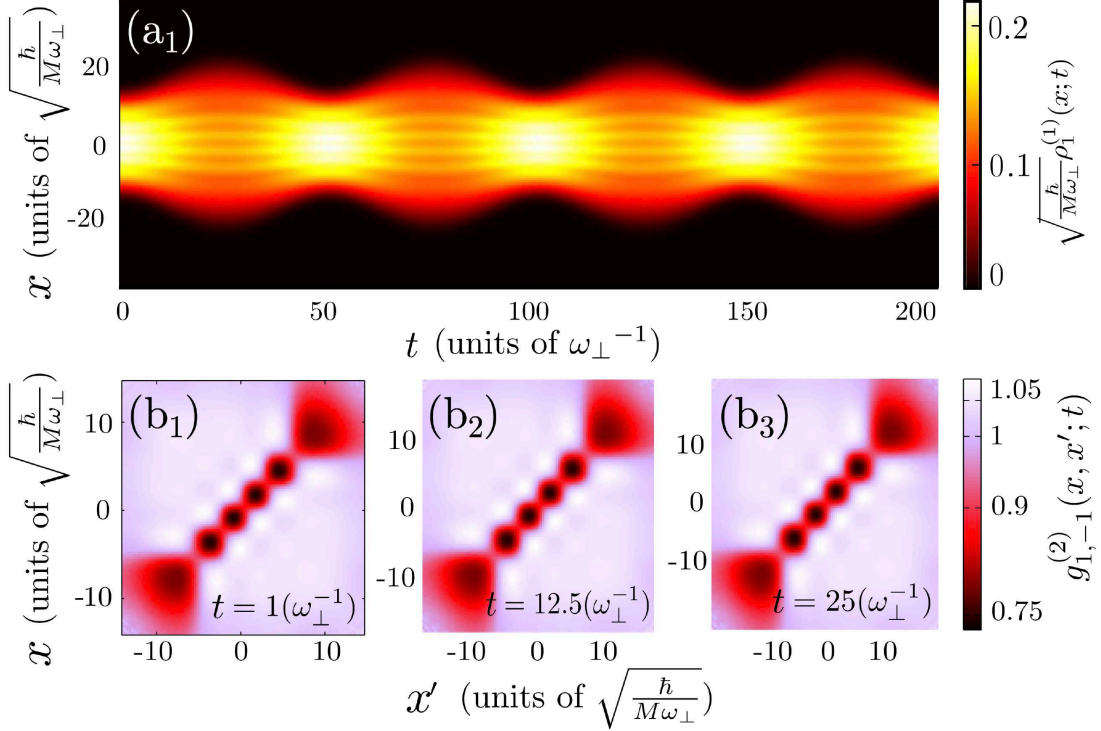 (a₁)
x (units of √(ħ/(Mω⊥)))
20
0
-20
0 50 100 150 200
t (units of ω⊥⁻¹)
0.2
0.1
0
√(ħ/(Mω⊥)) ρ₁⁽¹⁾(x; t)
x (units of √(ħ/(Mω⊥)))
(b₁)
10
0
-10
t = 1(ω⊥⁻¹)
-10 0 10
(b₂)
10
0
-10
t = 12.5(ω⊥⁻¹)
-10 0 10
(b₃)
10
0
-10
t = 25(ω⊥⁻¹)
-10 0 10
x′ (units of √(ħ/(Mω⊥)))
1.05
1
0.9
0.75
g⁽²⁾₁,₋₁(x, x′; t)